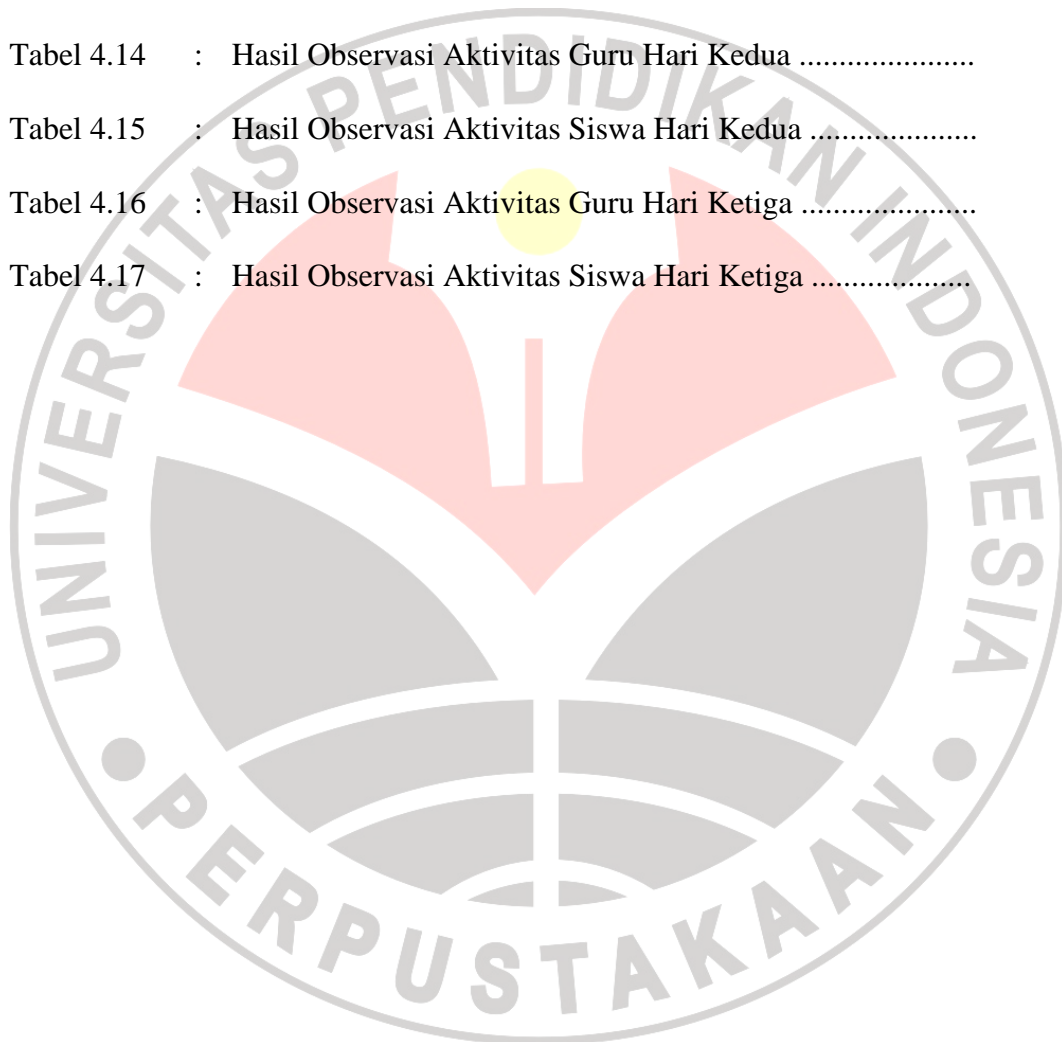 Tabel 4.14 : Hasil Observasi Aktivitas Guru Hari Kedua ......................
Tabel 4.15 : Hasil Observasi Aktivitas Siswa Hari Kedua .....................
Tabel 4.16 : Hasil Observasi Aktivitas Guru Hari Ketiga ......................
Tabel 4.17 : Hasil Observasi Aktivitas Siswa Hari Ketiga ....................
UNIVERSITAS PENDIDIKAN INDONESIA
PERPUSTAKAAN